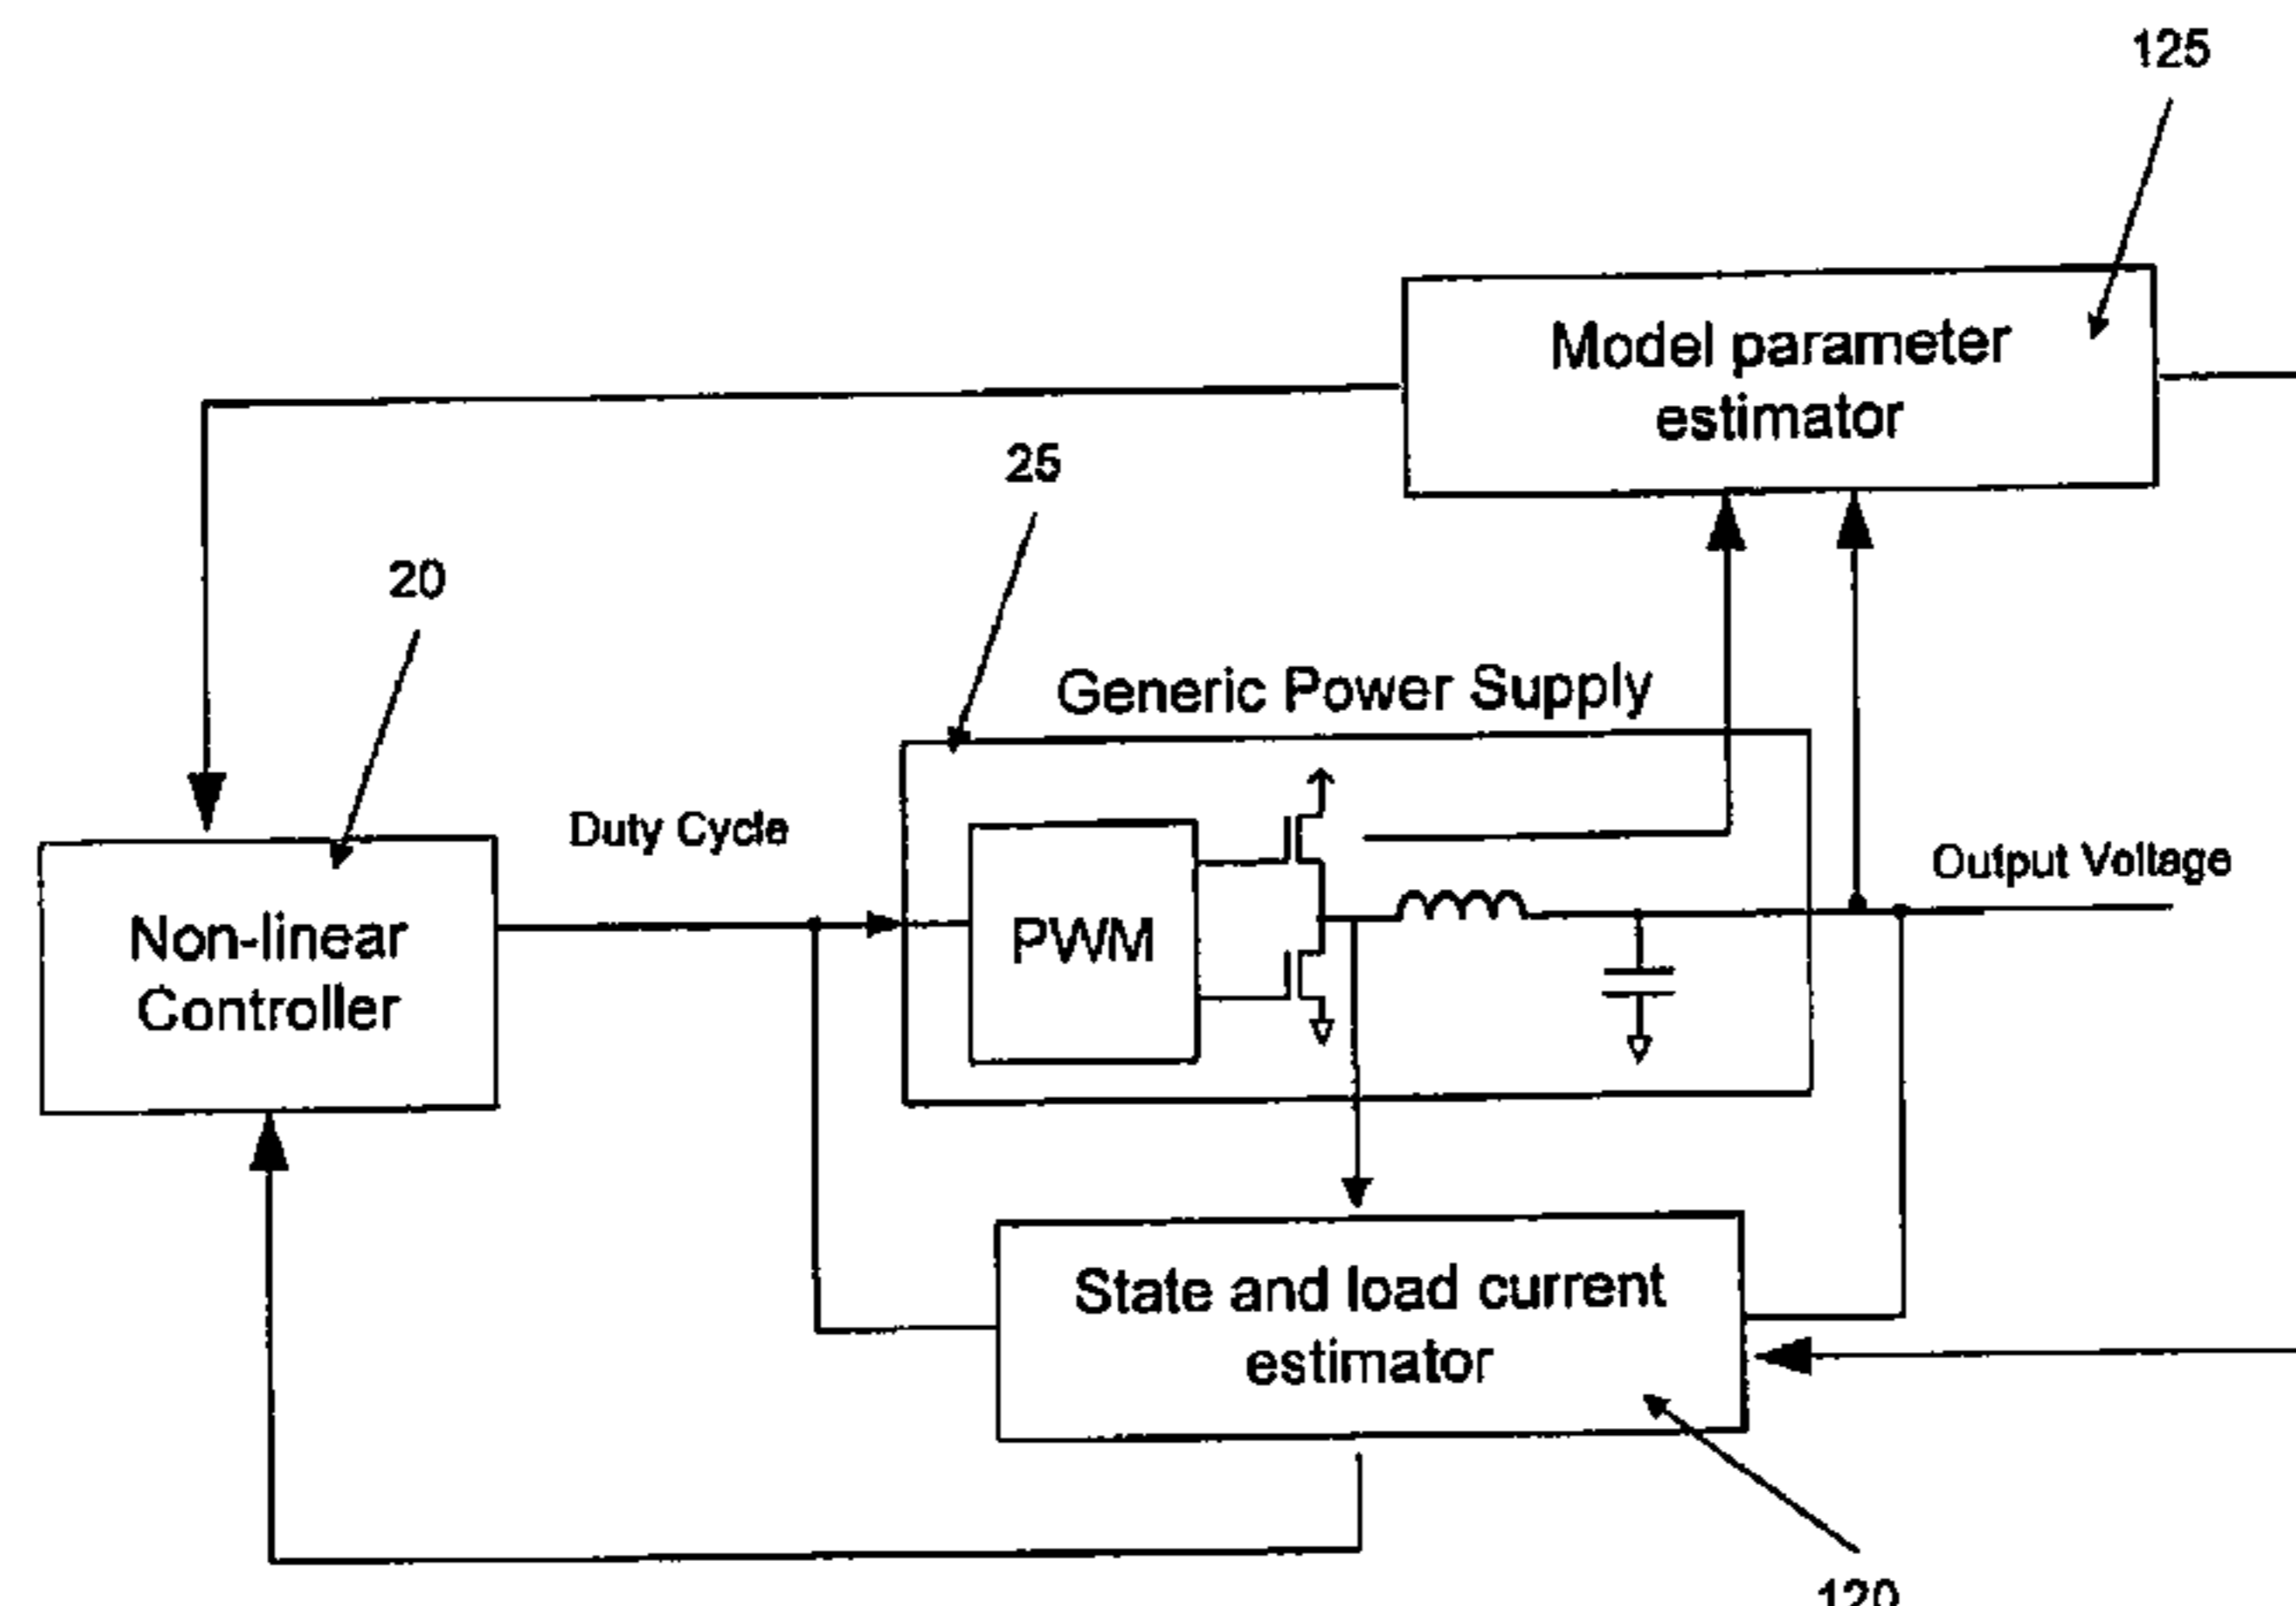 125
Model parameter
estimator
25
20
Generic Power Supply
Duty Cycle
Output Voltage
PWM
Non-linear
Controller
State and load current
estimator
120